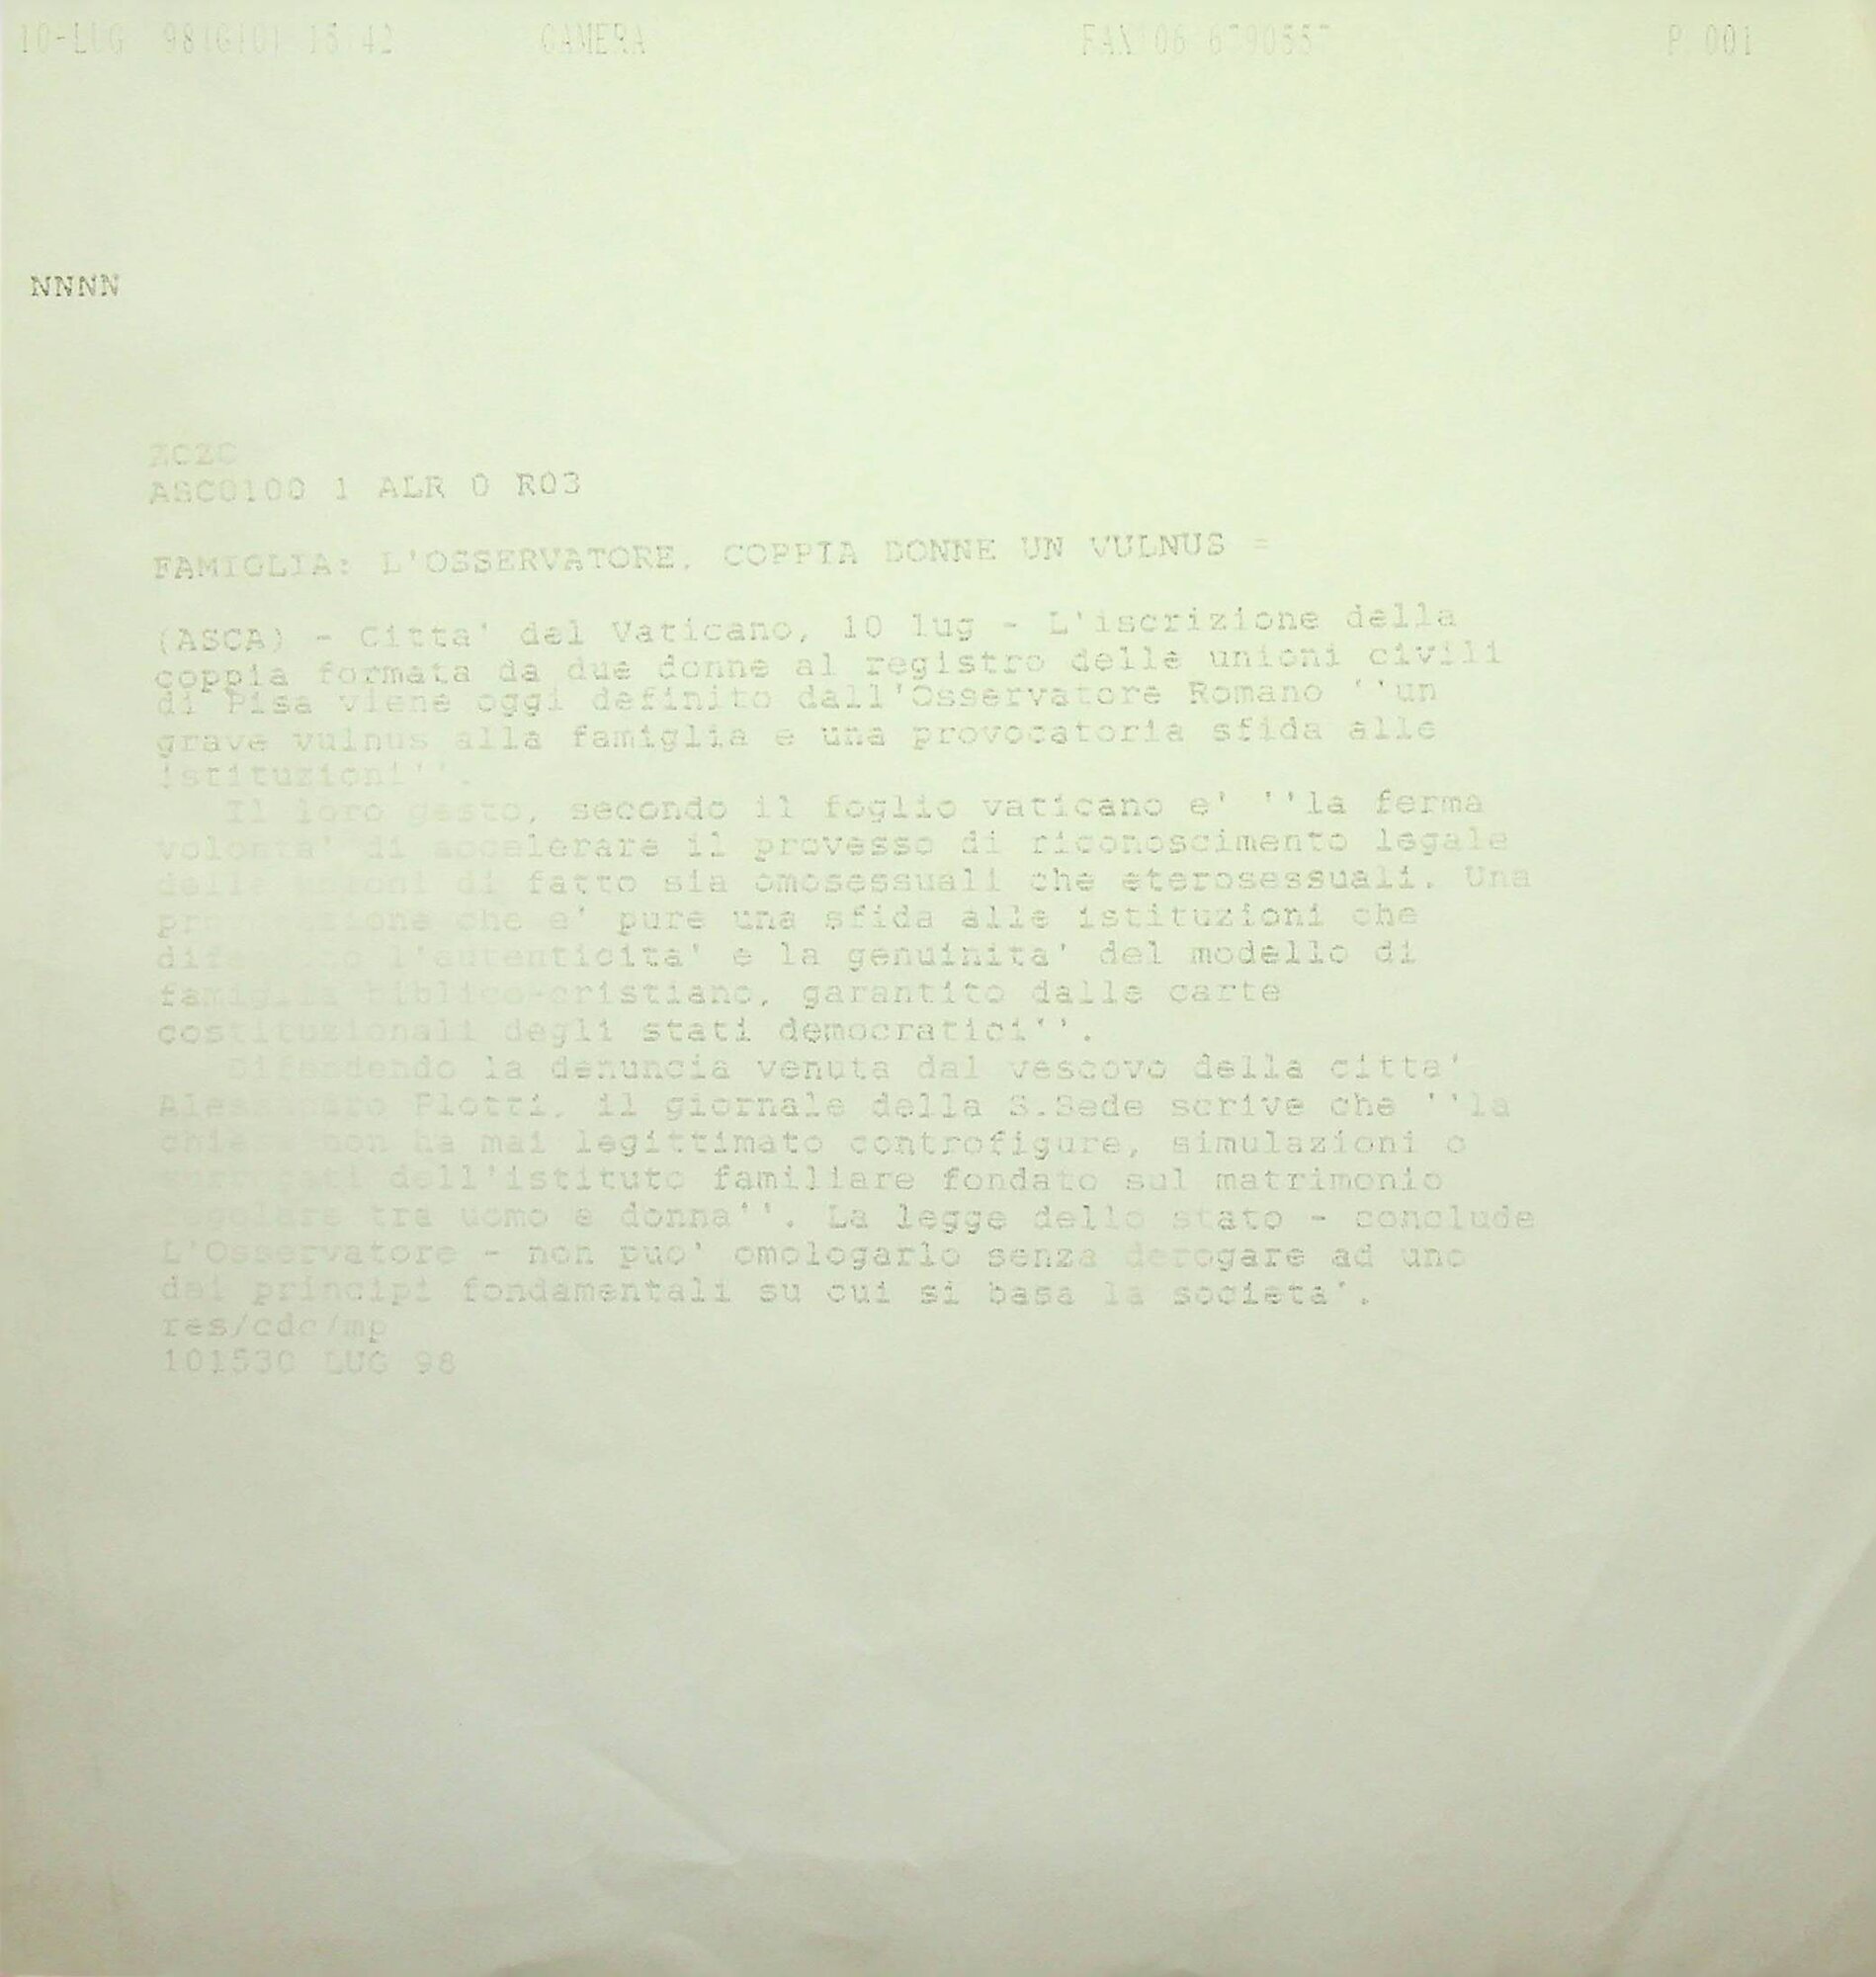 10-LUG 98(GIO) 15:42 CAMERA FAX:06 6790557 P. 001
NNNN
ZCZC
ASC0100 1 ALR 0 R03
FAMIGLIA: L'OSSERVATORE, COPPIA DONNE UN VULNUS =
(ASCA) - Citta' del Vaticano, 10 lug - L'iscrizione della
coppia formata da due donne al registro delle unioni civili
di Pisa viene oggi definito dall'Osservatore Romano ''un
grave vulnus alla famiglia e una provocatoria sfida alle
istituzioni''.
Il loro gesto, secondo il foglio vaticano e' ''la ferma
volonta' di accelerare il provesso di riconoscimento legale
delle unioni di fatto sia omosessuali che eterosessuali. Una
provocazione che e' pure una sfida alle istituzioni che
difendono l'autenticita' e la genuinita' del modello di
famiglia biblico-cristiano, garantito dalle carte
costituzionali degli stati democratici''.
Difendendo la denuncia venuta dal vescovo della citta'
Alessandro Plotti, il giornale della S.Sede scrive che ''la
chiesa non ha mai legittimato controfigure, simulazioni o
surrogati dell'istituto familiare fondato sul matrimonio
regolare tra uomo e donna''. La legge dello stato - conclude
L'Osservatore - non puo' omologarlo senza derogare ad uno
dei principi fondamentali su cui si basa la societa'.
res/cdc/mp
101530 LUG 98